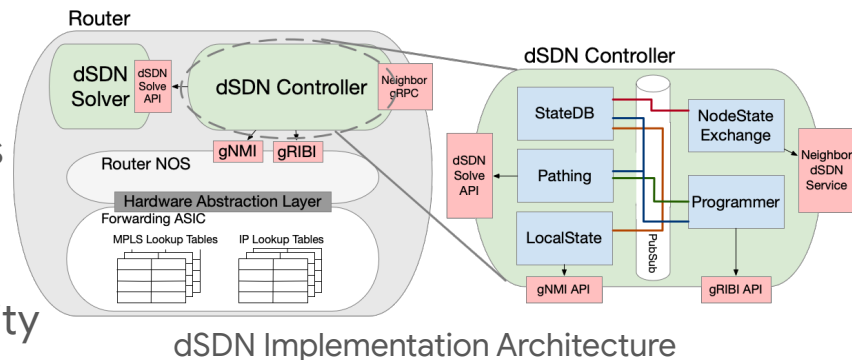 Router
dSDN
Solver
dSDN
Solve
API
dSDN Controller
Neighbor
gRPC
gNMI
gRIBI
Router NOS
Hardware Abstraction Layer
Forwarding ASIC
MPLS Lookup Tables
IP Lookup Tables
dSDN Controller
StateDB
NodeState
Exchange
dSDN
Solve
API
Pathing
Neighbor
dSDN
Service
Programmer
LocalState
PubSub
gNMI API
gRIBI API
s
ty
dSDN Implementation Architecture